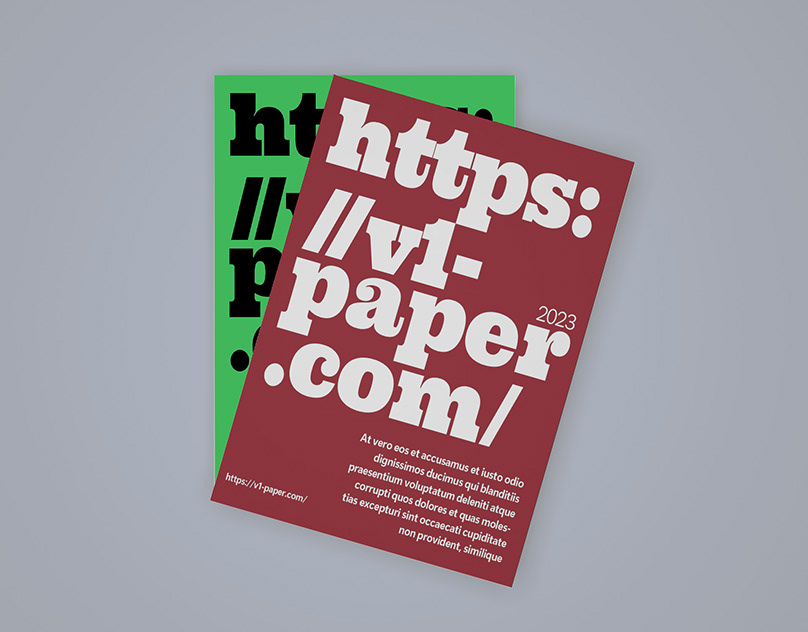 ht
//v
p
.c
https:
//v1-
paper
2023
.com/
At vero eos et accusamus et iusto odio
dignissimos ducimus qui blanditiis
praesentium voluptatum deleniti atque
corrupti quos dolores et quas moles-
tias excepturi sint occaecati cupiditate
non provident, similique
https://v1-paper.com/